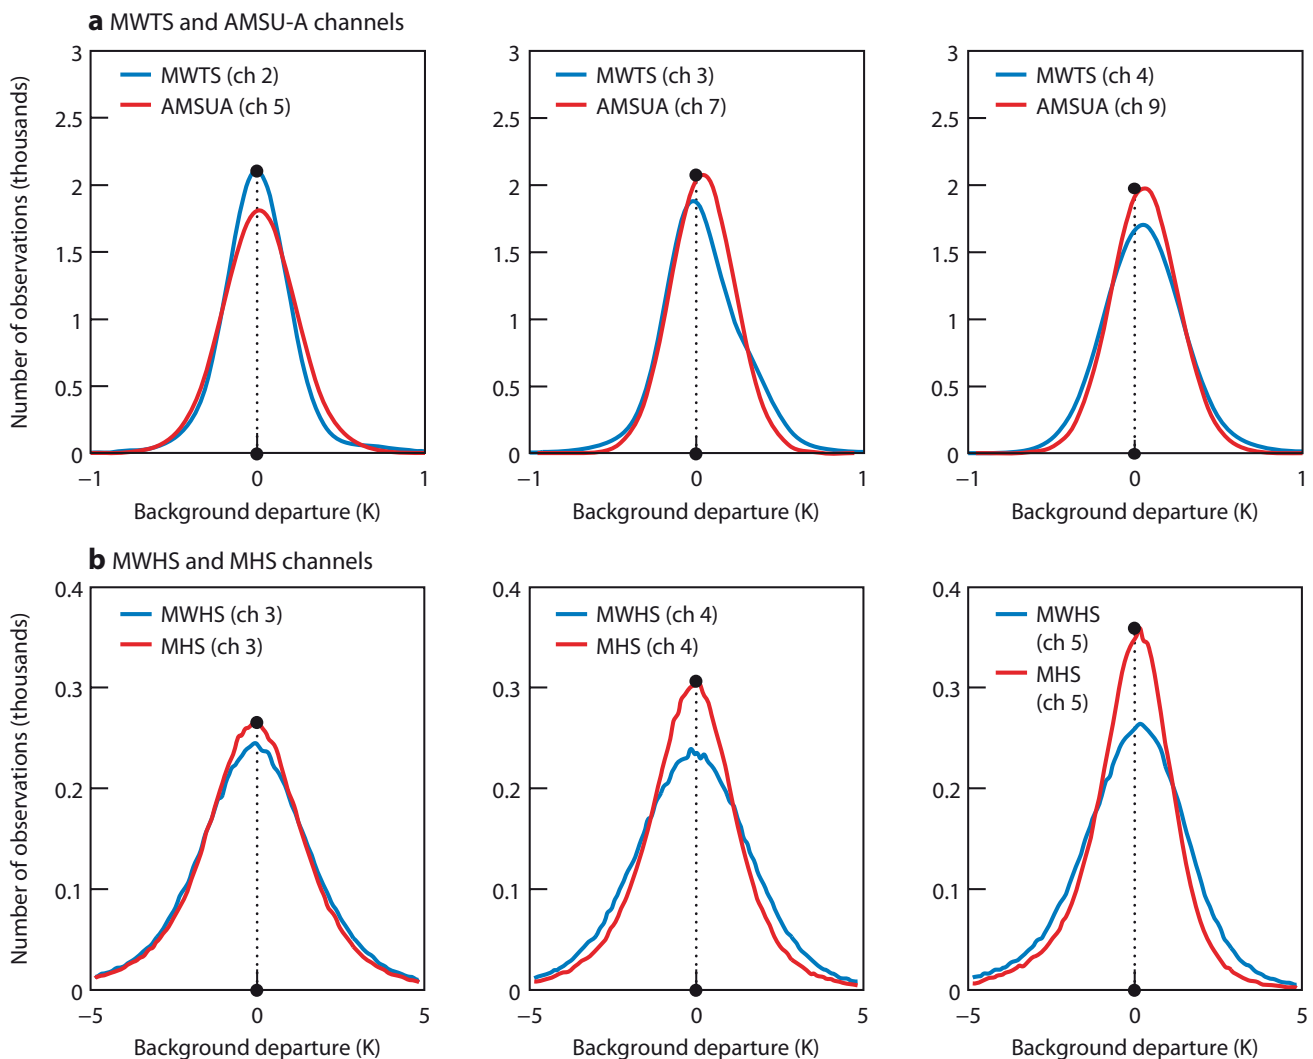 a MWTS and AMSU-A channels
Number of observations (thousands)
3
2.5
2
1.5
1
0.5
0
−1
0
1
Background departure (K)
MWTS (ch 2)
AMSUA (ch 5)
3
2.5
2
1.5
1
0.5
0
−1
0
1
Background departure (K)
MWTS (ch 3)
AMSUA (ch 7)
3
2.5
2
1.5
1
0.5
0
−1
0
1
Background departure (K)
MWTS (ch 4)
AMSUA (ch 9)
b MWHS and MHS channels
Number of observations (thousands)
0.4
0.3
0.2
0.1
0
−5
0
5
Background departure (K)
MWHS (ch 3)
MHS (ch 3)
0.4
0.3
0.2
0.1
0
−5
0
5
Background departure (K)
MWHS (ch 4)
MHS (ch 4)
0.4
0.3
0.2
0.1
0
−5
0
5
Background departure (K)
MWHS
(ch 5)
MHS
(ch 5)